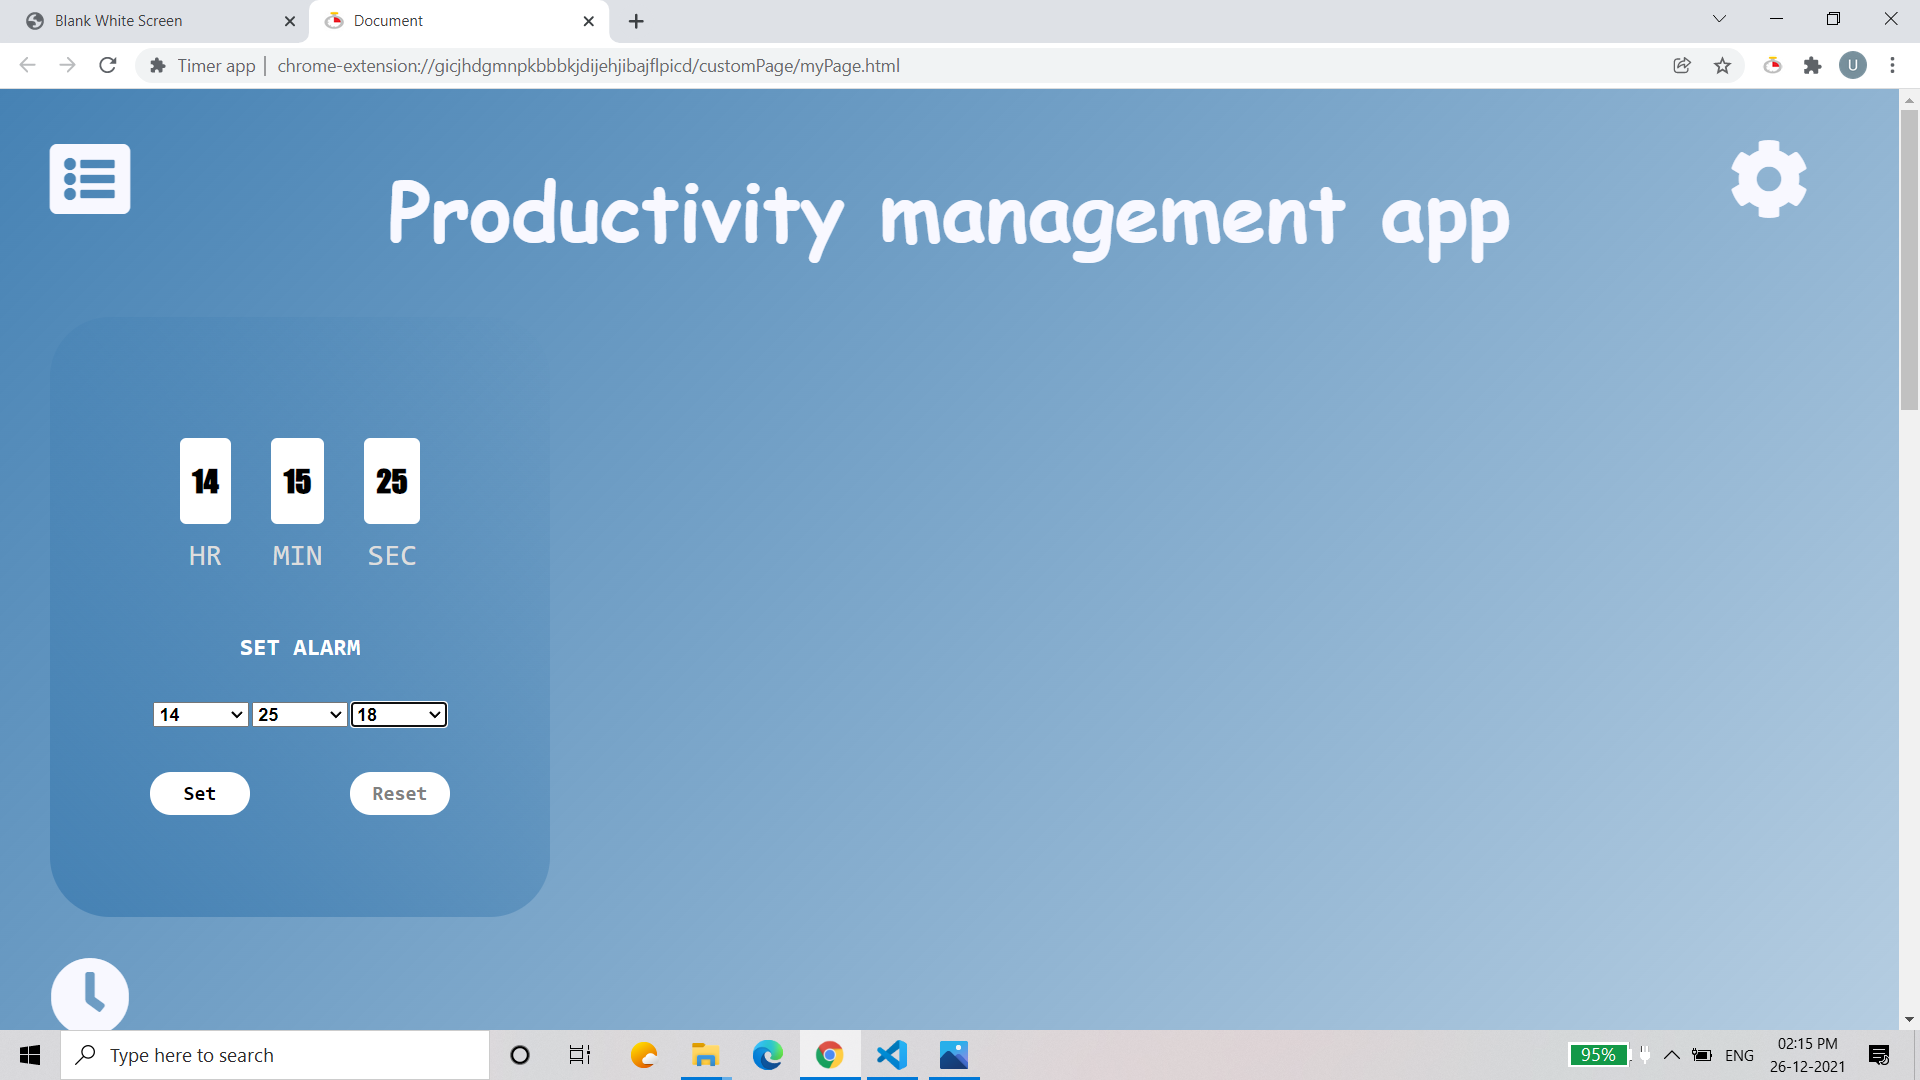 Blank White Screen
Document
Timer app | chrome-extension://gicjhdgmnpkbbbkjdijehjibajflpicd/customPage/myPage.html
U
Productivity management app
14 15 25
HR MIN SEC
SET ALARM
14 25 18
Set Reset
Type here to search
95%
ENG
02:15 PM
26-12-2021